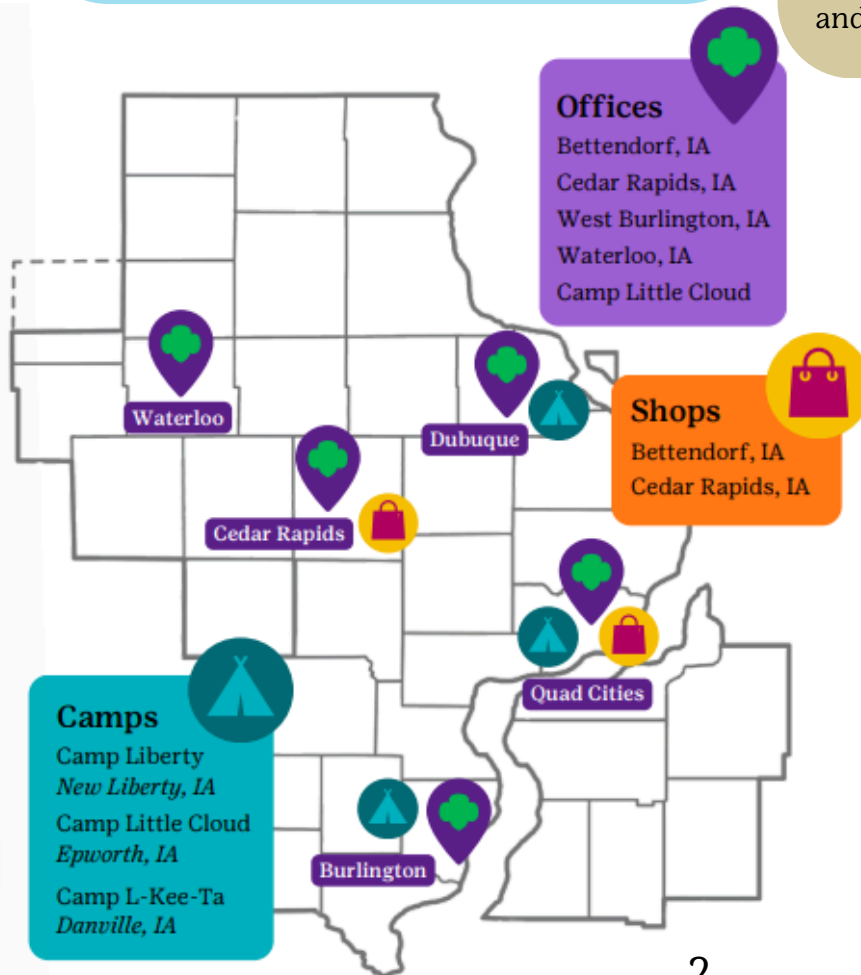 and
Offices
Bettendorf, IA
Cedar Rapids, IA
West Burlington, IA
Waterloo, IA
Camp Little Cloud
Waterloo
Dubuque
Shops
Bettendorf, IA
Cedar Rapids, IA
Cedar Rapids
Quad Cities
Camps
Camp Liberty
New Liberty, IA
Camp Little Cloud
Epworth, IA
Camp L-Kee-Ta
Danville, IA
Burlington
2